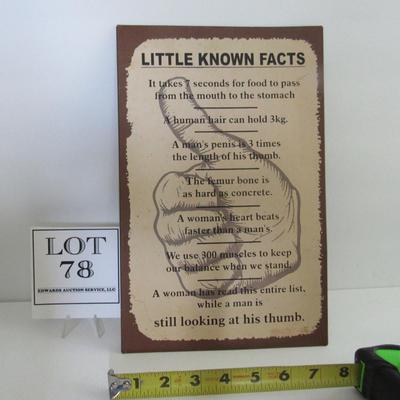 LITTLE KNOWN FACTS
It takes 7 seconds for food to pass
from the mouth to the stomach
A human hair can hold 3kg.
A man's penis is 3 times
the length of his thumb.
The femur bone is
as hard as concrete.
A woman's heart beats
faster than a man's.
We use 300 muscles to keep
our balance when we stand.
A woman has read this entire list,
while a man is
still looking at his thumb.
LOT
78
EDWARDS AUCTION SERVICE, LLC
1 2 3 4 5 6 7 8